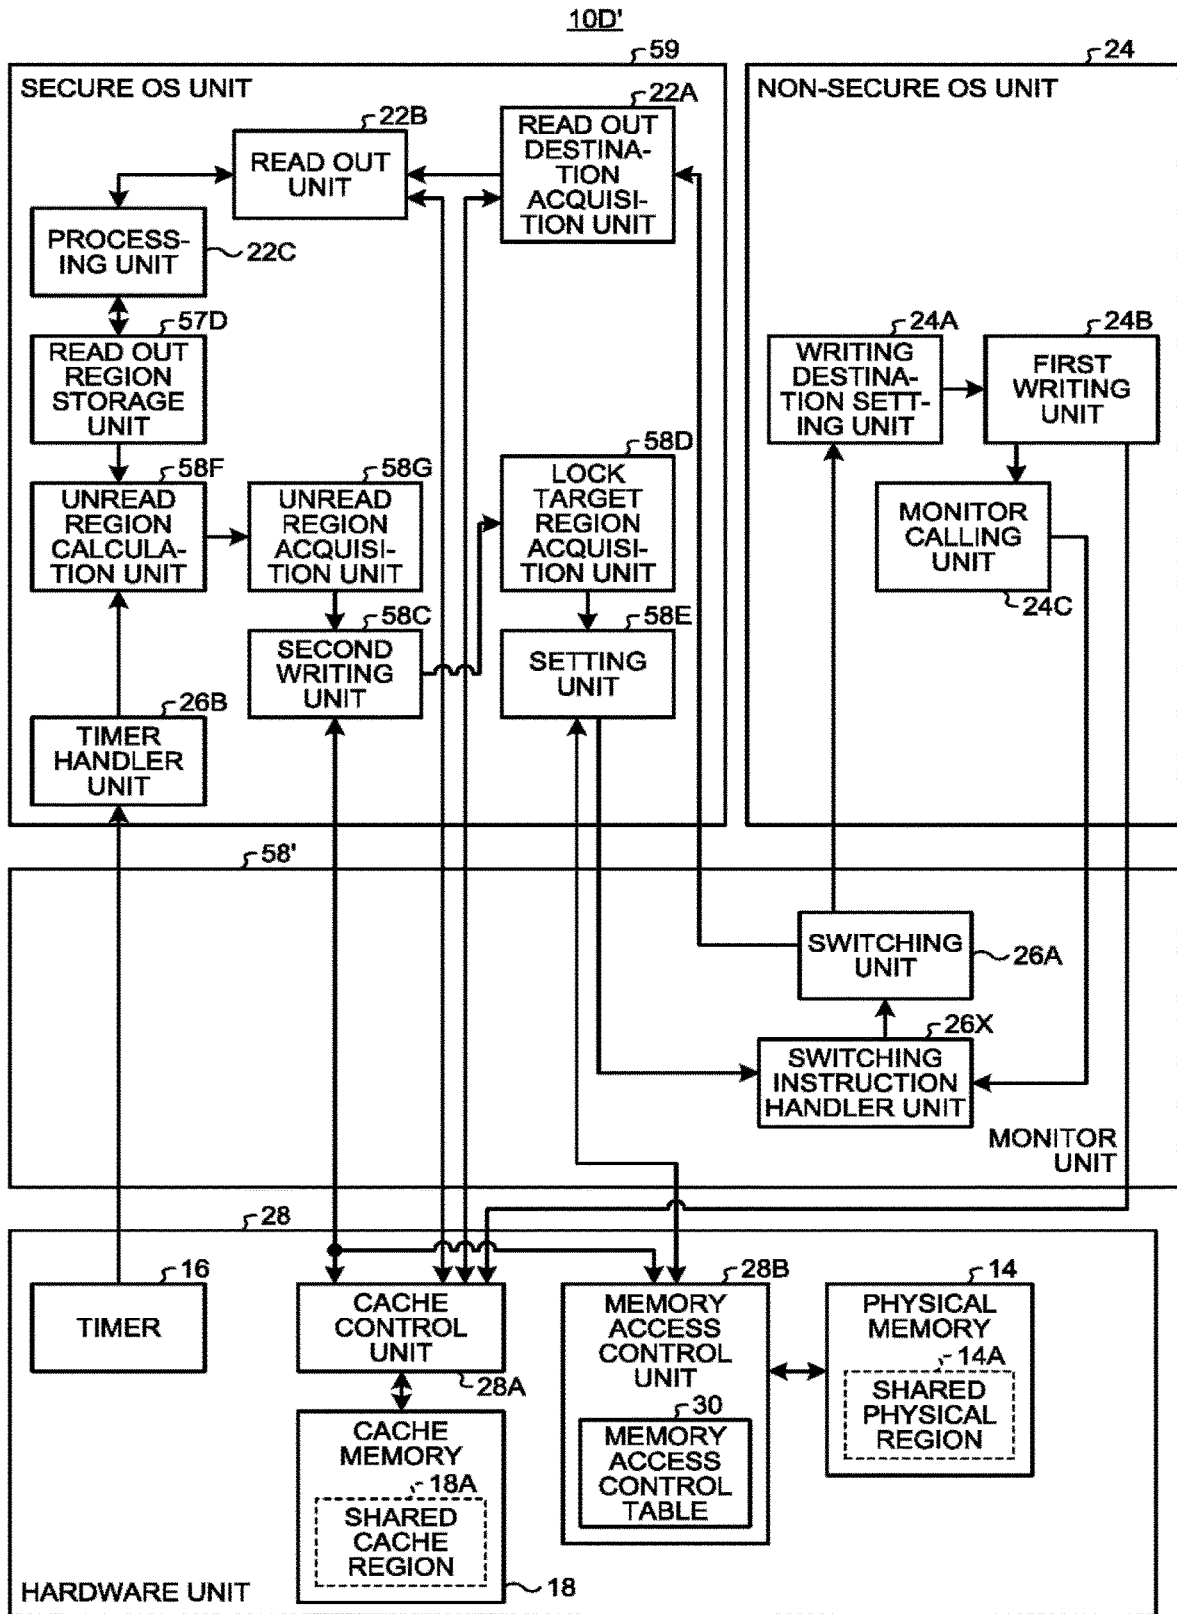 10D'
59
24
SECURE OS UNIT
NON-SECURE OS UNIT
22B
READ OUT
UNIT
22A
READ OUT
DESTINA-
TION
ACQUISI-
TION UNIT
PROCESS-
ING UNIT
22C
57D
READ OUT
REGION
STORAGE
UNIT
24A
WRITING
DESTINA-
TION SETT-
ING UNIT
24B
FIRST
WRITING
UNIT
58F
UNREAD
REGION
CALCULA-
TION UNIT
58G
UNREAD
REGION
ACQUISI-
TION UNIT
58D
LOCK
TARGET
REGION
ACQUISI-
TION UNIT
MONITOR
CALLING
UNIT
24C
58C
SECOND
WRITING
UNIT
58E
SETTING
UNIT
26B
TIMER
HANDLER
UNIT
58'
SWITCHING
UNIT
26A
26X
SWITCHING
INSTRUCTION
HANDLER UNIT
MONITOR
UNIT
28
16
TIMER
CACHE
CONTROL
UNIT
28A
28B
MEMORY
ACCESS
CONTROL
UNIT
30
MEMORY
ACCESS
CONTROL
TABLE
14
PHYSICAL
MEMORY
14A
SHARED
PHYSICAL
REGION
CACHE
MEMORY
18A
SHARED
CACHE
REGION
18
HARDWARE UNIT